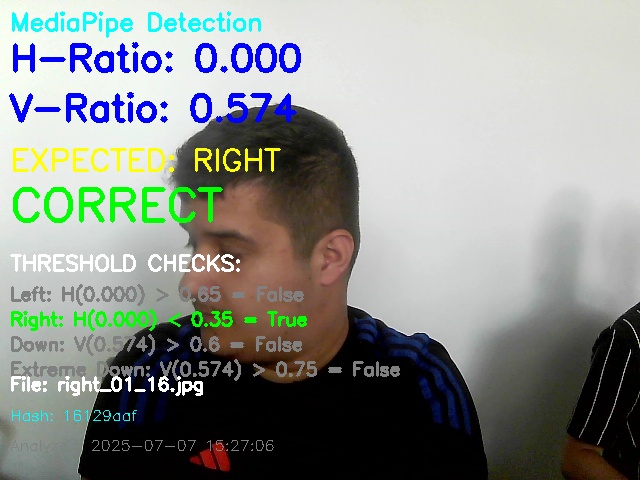 MediaPipe Detection
H-Ratio: 0.000
V-Ratio: 0.574
EXPECTED: RIGHT
CORRECT
THRESHOLD CHECKS:
Left: H(0.000) > 0.65 = False
Right: H(0.000) < 0.35 = True
Down: V(0.574) > 0.6 = False
Extreme Down: V(0.574) > 0.75 = False
File: right_01_16.jpg
Hash: 16129aaf
2025-07-07 15:27:06